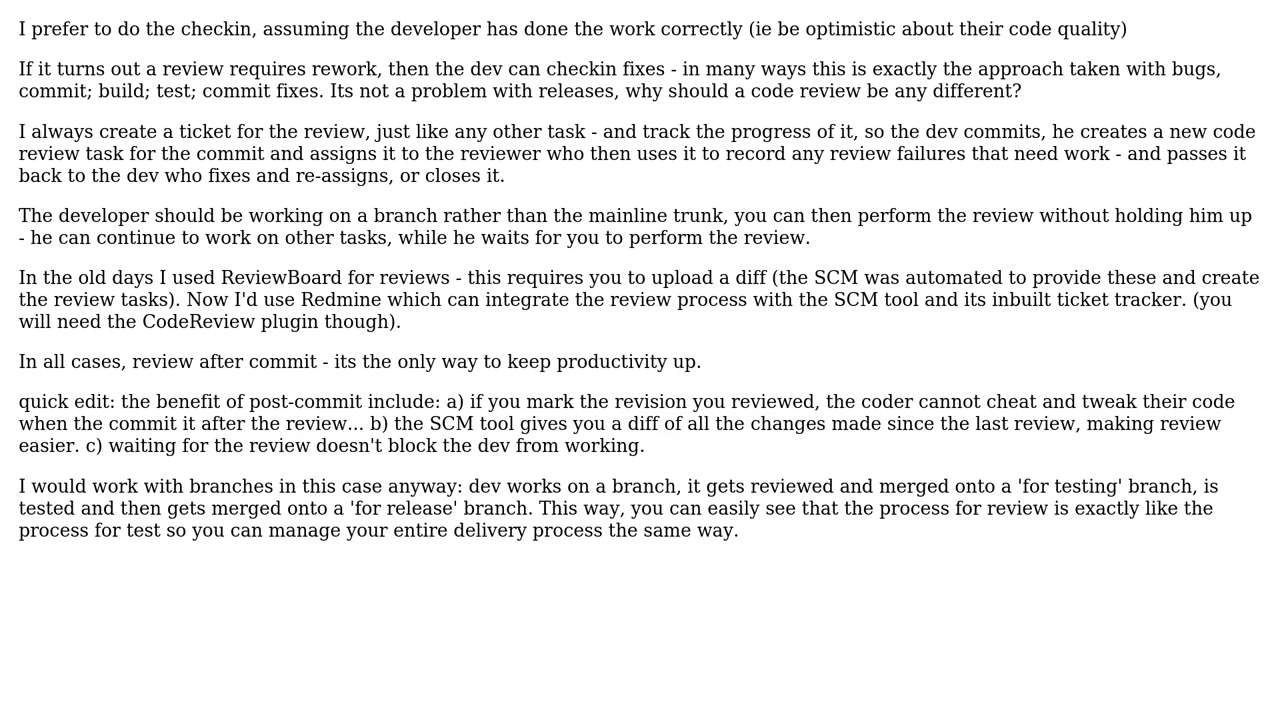 I prefer to do the checkin, assuming the developer has done the work correctly (ie be optimistic about their code quality)
If it turns out a review requires rework, then the dev can checkin fixes - in many ways this is exactly the approach taken with bugs,
commit; build; test; commit fixes. Its not a problem with releases, why should a code review be any different?
I always create a ticket for the review, just like any other task - and track the progress of it, so the dev commits, he creates a new code
review task for the commit and assigns it to the reviewer who then uses it to record any review failures that need work - and passes it
back to the dev who fixes and re-assigns, or closes it.
The developer should be working on a branch rather than the mainline trunk, you can then perform the review without holding him up
- he can continue to work on other tasks, while he waits for you to perform the review.
In the old days I used ReviewBoard for reviews - this requires you to upload a diff (the SCM was automated to provide these and create
the review tasks). Now I'd use Redmine which can integrate the review process with the SCM tool and its inbuilt ticket tracker. (you
will need the CodeReview plugin though).
In all cases, review after commit - its the only way to keep productivity up.
quick edit: the benefit of post-commit include: a) if you mark the revision you reviewed, the coder cannot cheat and tweak their code
when the commit it after the review... b) the SCM tool gives you a diff of all the changes made since the last review, making review
easier. c) waiting for the review doesn't block the dev from working.
I would work with branches in this case anyway: dev works on a branch, it gets reviewed and merged onto a 'for testing' branch, is
tested and then gets merged onto a 'for release' branch. This way, you can easily see that the process for review is exactly like the
process for test so you can manage your entire delivery process the same way.